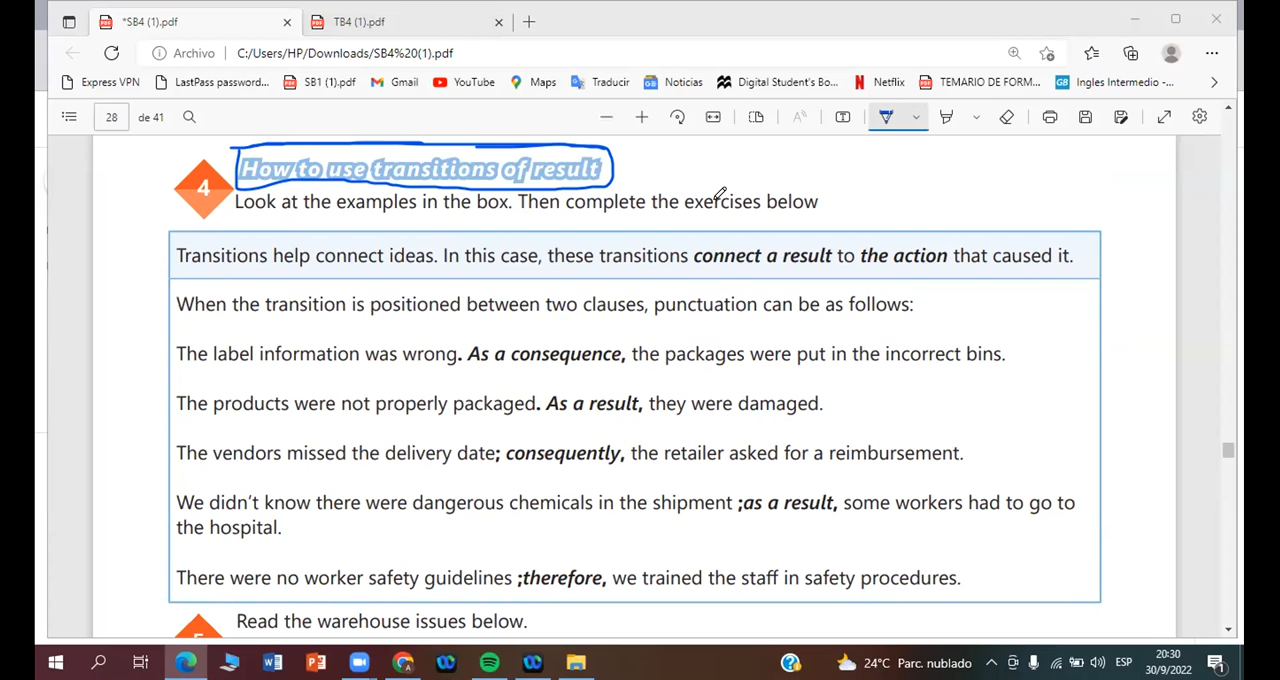 *SB4 (1).pdf
TB4 (1).pdf
Archivo C:/Users/HP/Downloads/SB4%20(1).pdf
Express VPN LastPass password... SB1 (1).pdf Gmail YouTube Maps Traducir Noticias Digital Student's Bo... Netflix TEMARIO DE FORM... Ingles Intermedio -...
28 de 41
How to use transitions of result
4
Look at the examples in the box. Then complete the exercises below
Transitions help connect ideas. In this case, these transitions connect a result to the action that caused it.
When the transition is positioned between two clauses, punctuation can be as follows:
The label information was wrong. As a consequence, the packages were put in the incorrect bins.
The products were not properly packaged. As a result, they were damaged.
The vendors missed the delivery date; consequently, the retailer asked for a reimbursement.
We didn't know there were dangerous chemicals in the shipment ;as a result, some workers had to go to
the hospital.
There were no worker safety guidelines ;therefore, we trained the staff in safety procedures.
Read the warehouse issues below.
24°C Parc. nublado ESP
20:30
30/9/2022